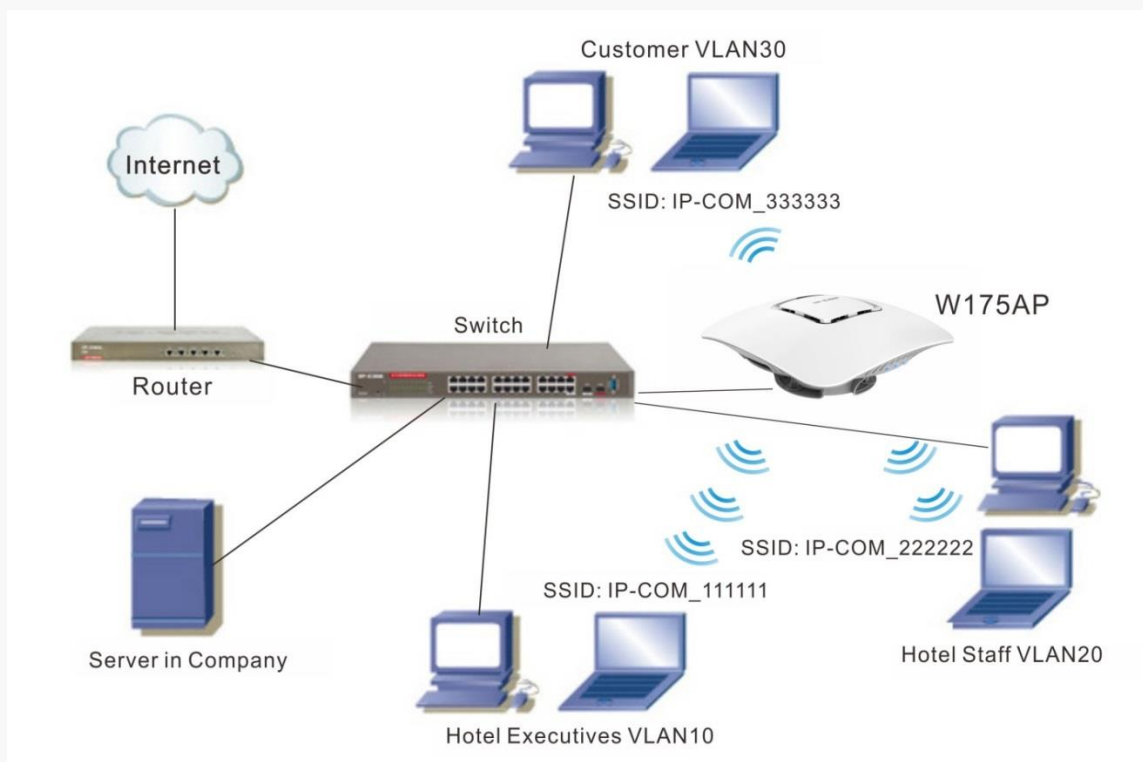 Customer VLAN30
Internet
SSID: IP-COM_333333
W175AP
Switch
Router
SSID: IP-COM_222222
SSID: IP-COM_111111
Server in Company
Hotel Staff VLAN20
Hotel Executives VLAN10